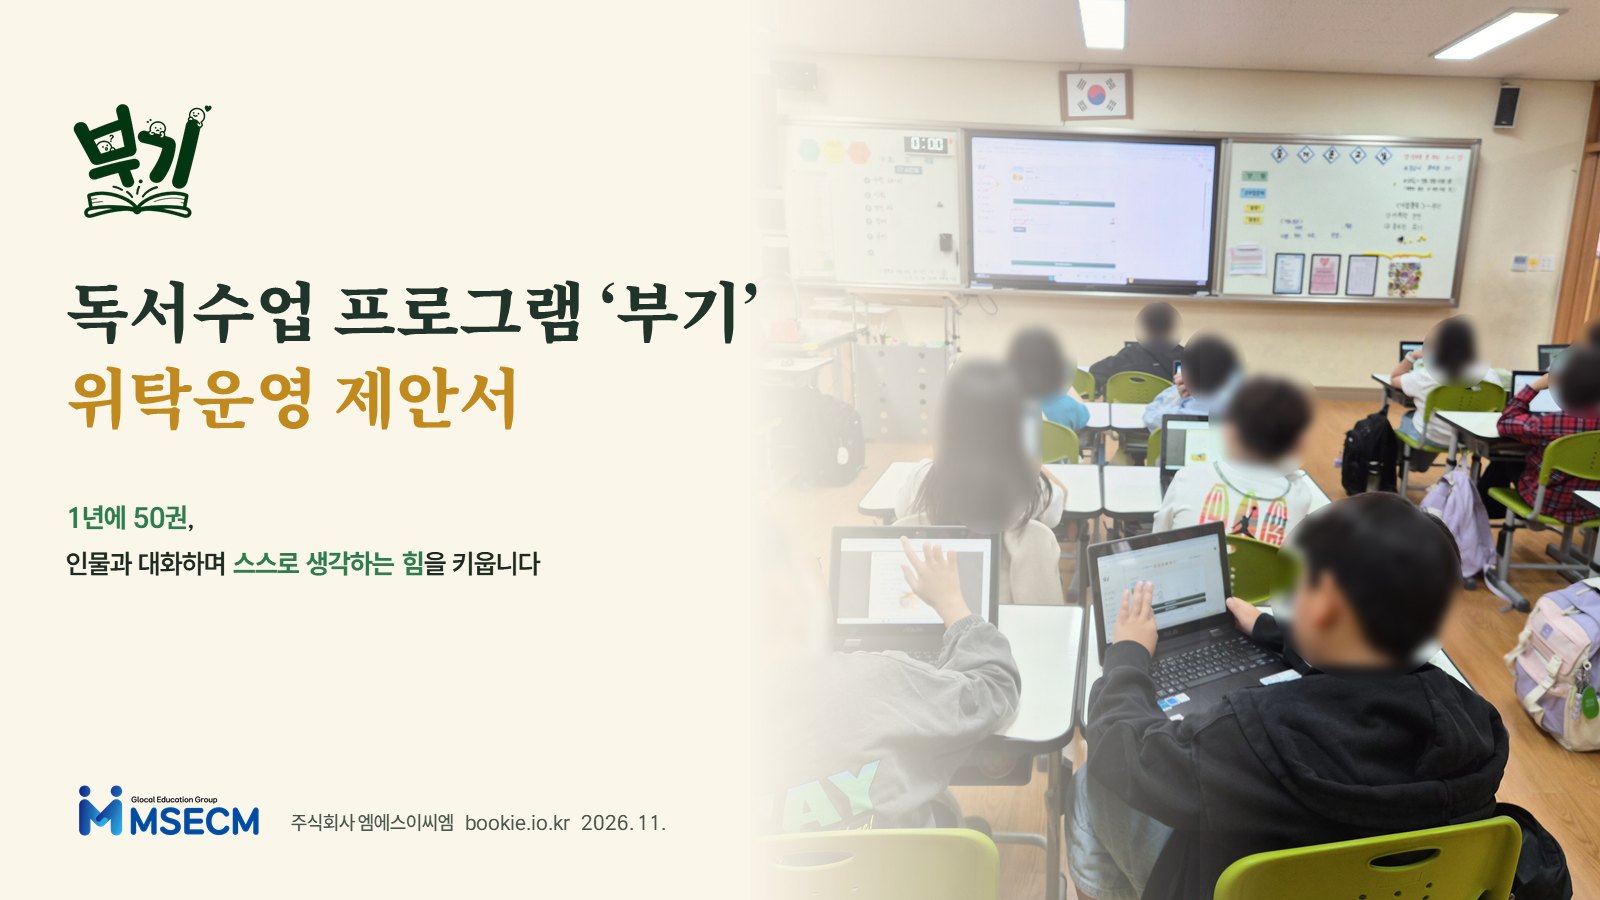 부기
독서수업 프로그램 ‘부기’
위탁운영 제안서
1년에 50권,
인물과 대화하며 스스로 생각하는 힘을 키웁니다
Glocal Education Group
MSECM
주식회사 엠에스이씨엠 bookie.io.kr 2026. 11.